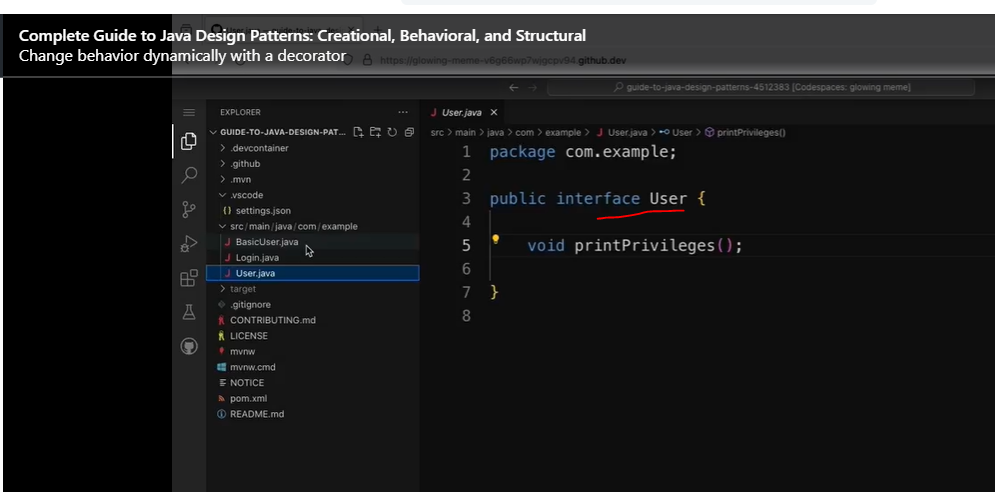 Complete Guide to Java Design Patterns: Creational, Behavioral, and Structural
Change behavior dynamically with a decorator
https://glowing-meme-v6g66wp7wjgcpv94.github.dev
guide-to-java-design-patterns-4512383 [Codespaces: glowing meme]
EXPLORER
GUIDE-TO-JAVA-DESIGN-PAT...
.devcontainer
.github
.mvn
.vscode
settings.json
src/main/java/com/example
BasicUser.java
Login.java
User.java
target
.gitignore
CONTRIBUTING.md
LICENSE
mvnw
mvnw.cmd
NOTICE
pom.xml
README.md
User.java
src > main > java > com > example > User.java > User > printPrivileges()
1 package com.example;
2
3 public interface User {
4
5 void printPrivileges();
6
7 }
8